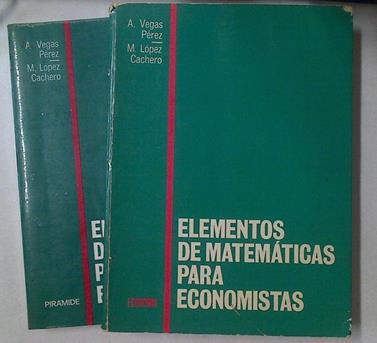 A. Vegas
Pérez
M. López
Cachero
PIRAMIDE
A. Vegas
Pérez
M. López
Cachero
ELEMENTOS
DE MATEMÁTICAS
PARA
ECONOMISTAS